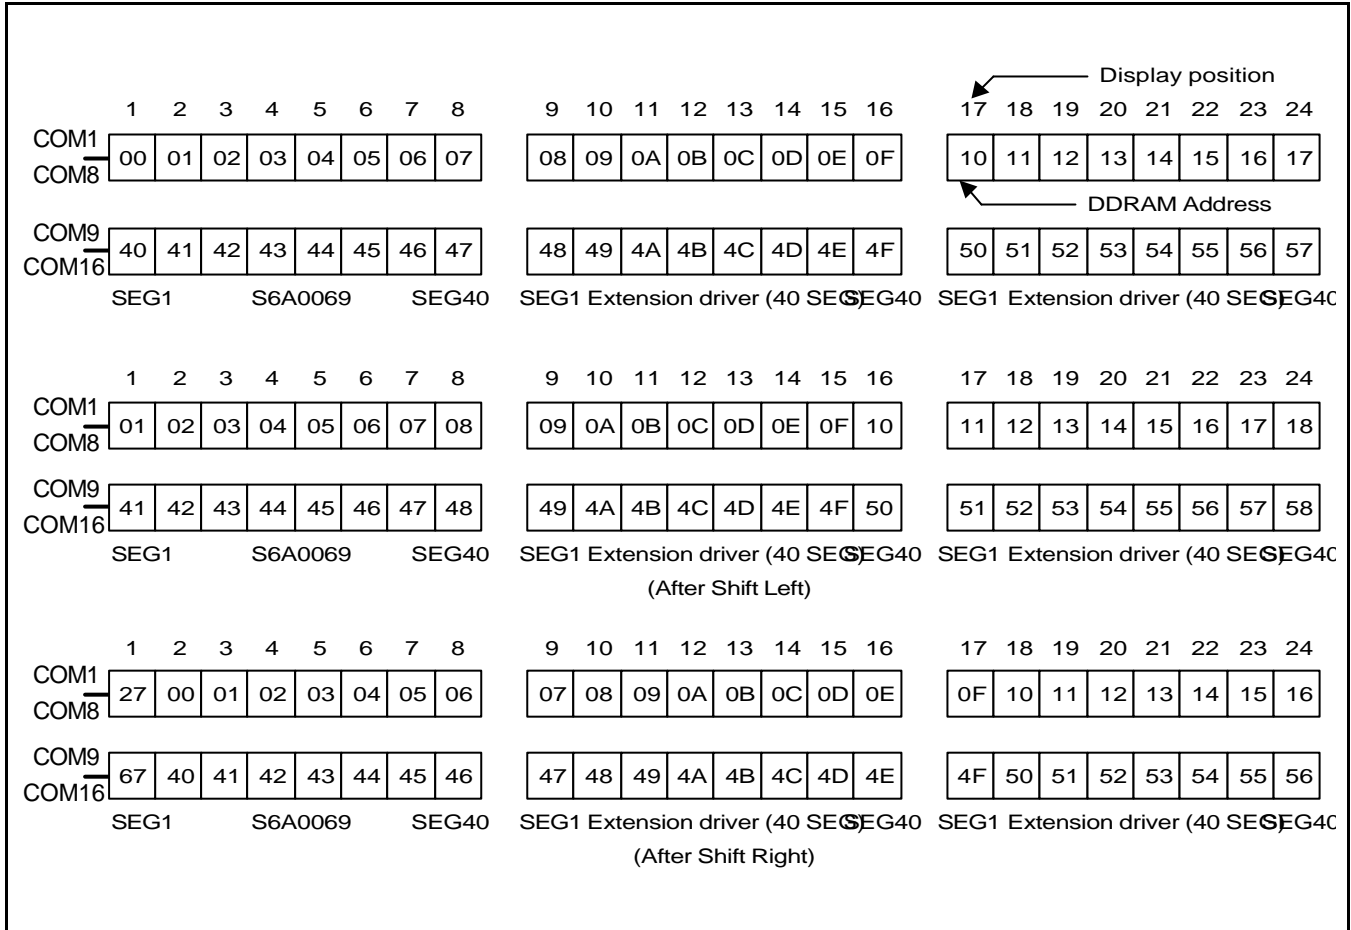 Display position
1 2 3 4 5 6 7 8 9 10 11 12 13 14 15 16 17 18 19 20 21 22 23 24
COM1
00 01 02 03 04 05 06 07 08 09 0A 0B 0C 0D 0E 0F 10 11 12 13 14 15 16 17
COM8
DDRAM Address
COM9
40 41 42 43 44 45 46 47 48 49 4A 4B 4C 4D 4E 4F 50 51 52 53 54 55 56 57
COM16
SEG1 S6A0069 SEG40 SEG1 Extension driver (40 SEG) SEG40 SEG1 Extension driver (40 SEG) SEG40
1 2 3 4 5 6 7 8 9 10 11 12 13 14 15 16 17 18 19 20 21 22 23 24
COM1
01 02 03 04 05 06 07 08 09 0A 0B 0C 0D 0E 0F 10 11 12 13 14 15 16 17 18
COM8
COM9
41 42 43 44 45 46 47 48 49 4A 4B 4C 4D 4E 4F 50 51 52 53 54 55 56 57 58
COM16
SEG1 S6A0069 SEG40 SEG1 Extension driver (40 SEG) SEG40 SEG1 Extension driver (40 SEG) SEG40
(After Shift Left)
1 2 3 4 5 6 7 8 9 10 11 12 13 14 15 16 17 18 19 20 21 22 23 24
COM1
27 00 01 02 03 04 05 06 07 08 09 0A 0B 0C 0D 0E 0F 10 11 12 13 14 15 16
COM8
COM9
67 40 41 42 43 44 45 46 47 48 49 4A 4B 4C 4D 4E 4F 50 51 52 53 54 55 56
COM16
SEG1 S6A0069 SEG40 SEG1 Extension driver (40 SEG) SEG40 SEG1 Extension driver (40 SEG) SEG40
(After Shift Right)